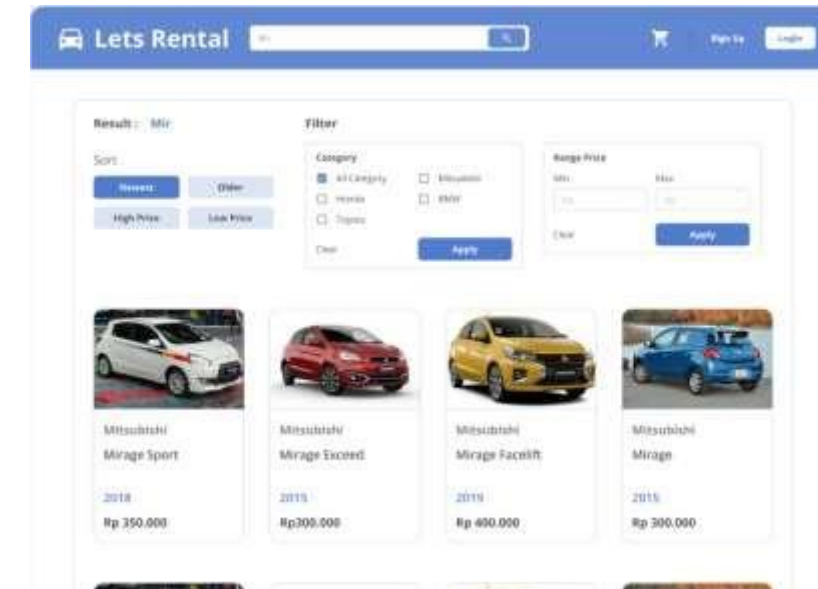 Lets Rental
Sign Up
Login
Result : Mir
Filter
Sort
Newest
Older
High Price
Low Price
Category
All Category
Mitsubishi
Honda
BMW
Toyota
Clear
Apply
Range Price
Min
Max
Clear
Apply
Mitsubishi
Mirage Sport
2018
Rp 350.000
Mitsubishi
Mirage Exceed
2015
Rp300.000
Mitsubishi
Mirage Facelift
2019
Rp 400.000
Mitsubishi
Mirage
2015
Rp 300.000